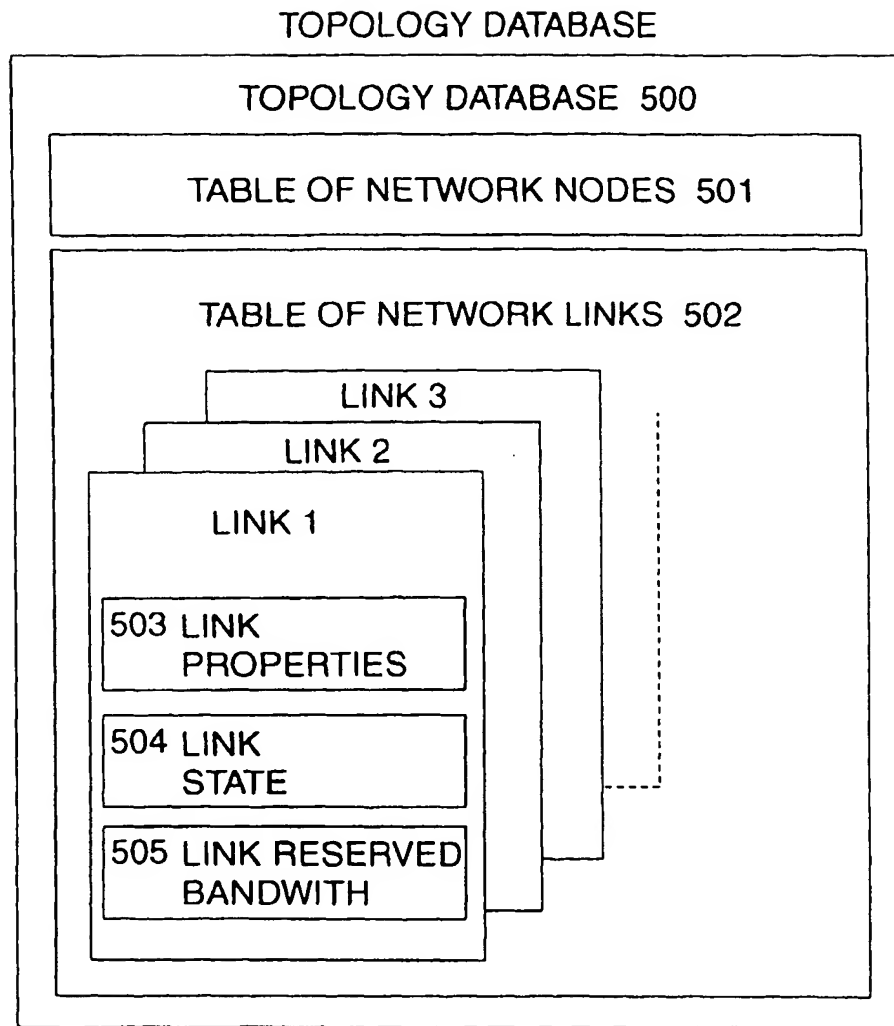 TOPOLOGY DATABASE
TOPOLOGY DATABASE 500
TABLE OF NETWORK NODES 501
TABLE OF NETWORK LINKS 502
LINK 3
LINK 2
LINK 1
503 LINK
PROPERTIES
504 LINK
STATE
505 LINK RESERVED
BANDWITH